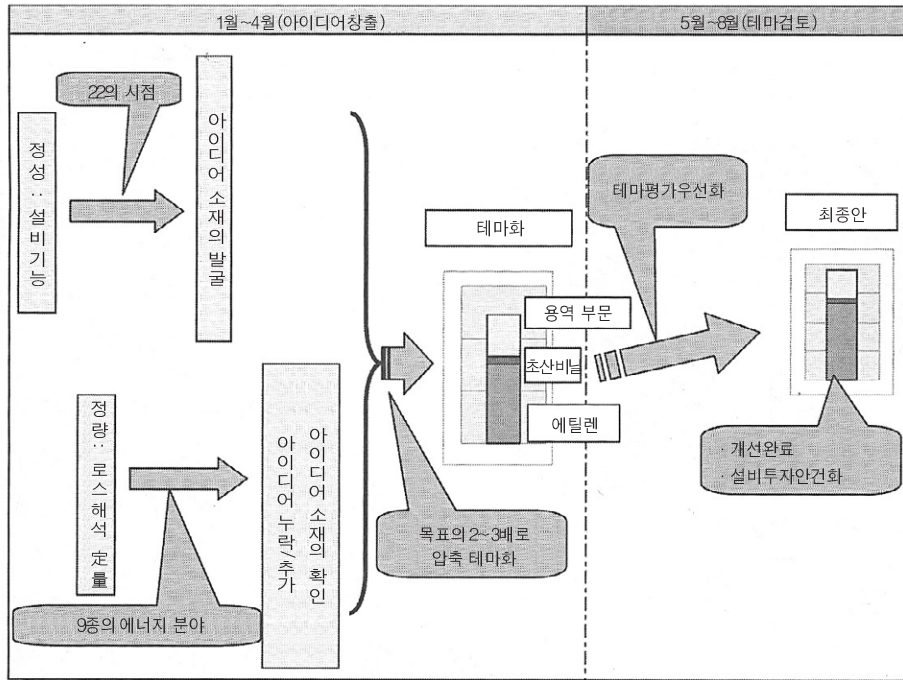 1월~4월(아이디어창출)
5월~8월(테마검토)
22의 시점
정성 : 설비기능
아이디어 소재의 발굴
테마평가우선화
테마화
최종안
용역 부문
초산비닐
에틸렌
정량 : 로스해석 定量
아이디어 소재의 확인
아이디어 누락/추가
· 개선완료
· 설비투자안건화
목표의 2~3배로
압축 테마화
9종의 에너지 분야